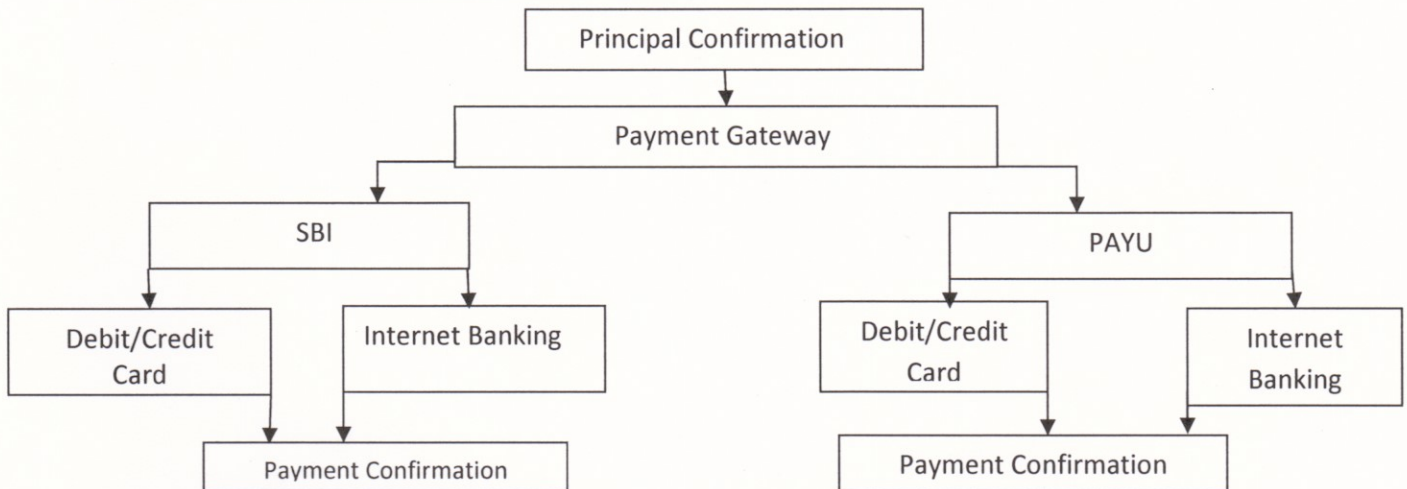 Principal Confirmation
Payment Gateway
SBI
PAYU
Debit/Credit
Card
Internet Banking
Debit/Credit
Card
Internet
Banking
Payment Confirmation
Payment Confirmation